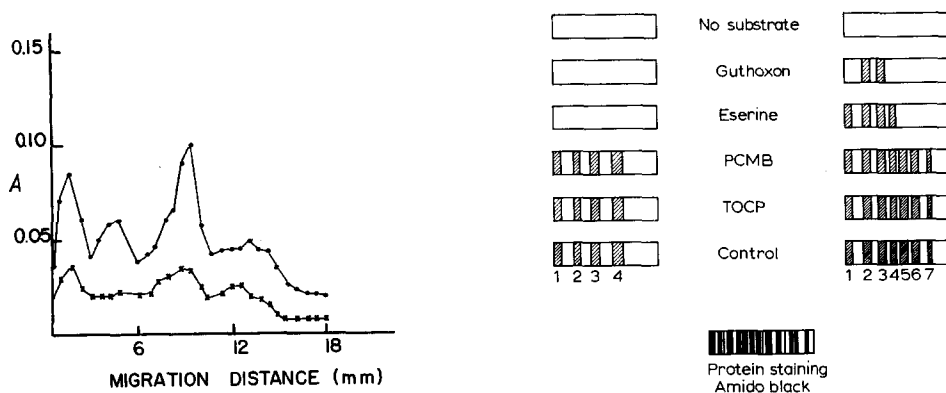 0.15
0.10
A
0.05
6
12
18
MIGRATION DISTANCE (mm)
No substrate
Guthoxon
Eserine
PCMB
TOCP
Control
1 2 3 4
1 2 3 4 5 6 7
Protein staining
Amido black